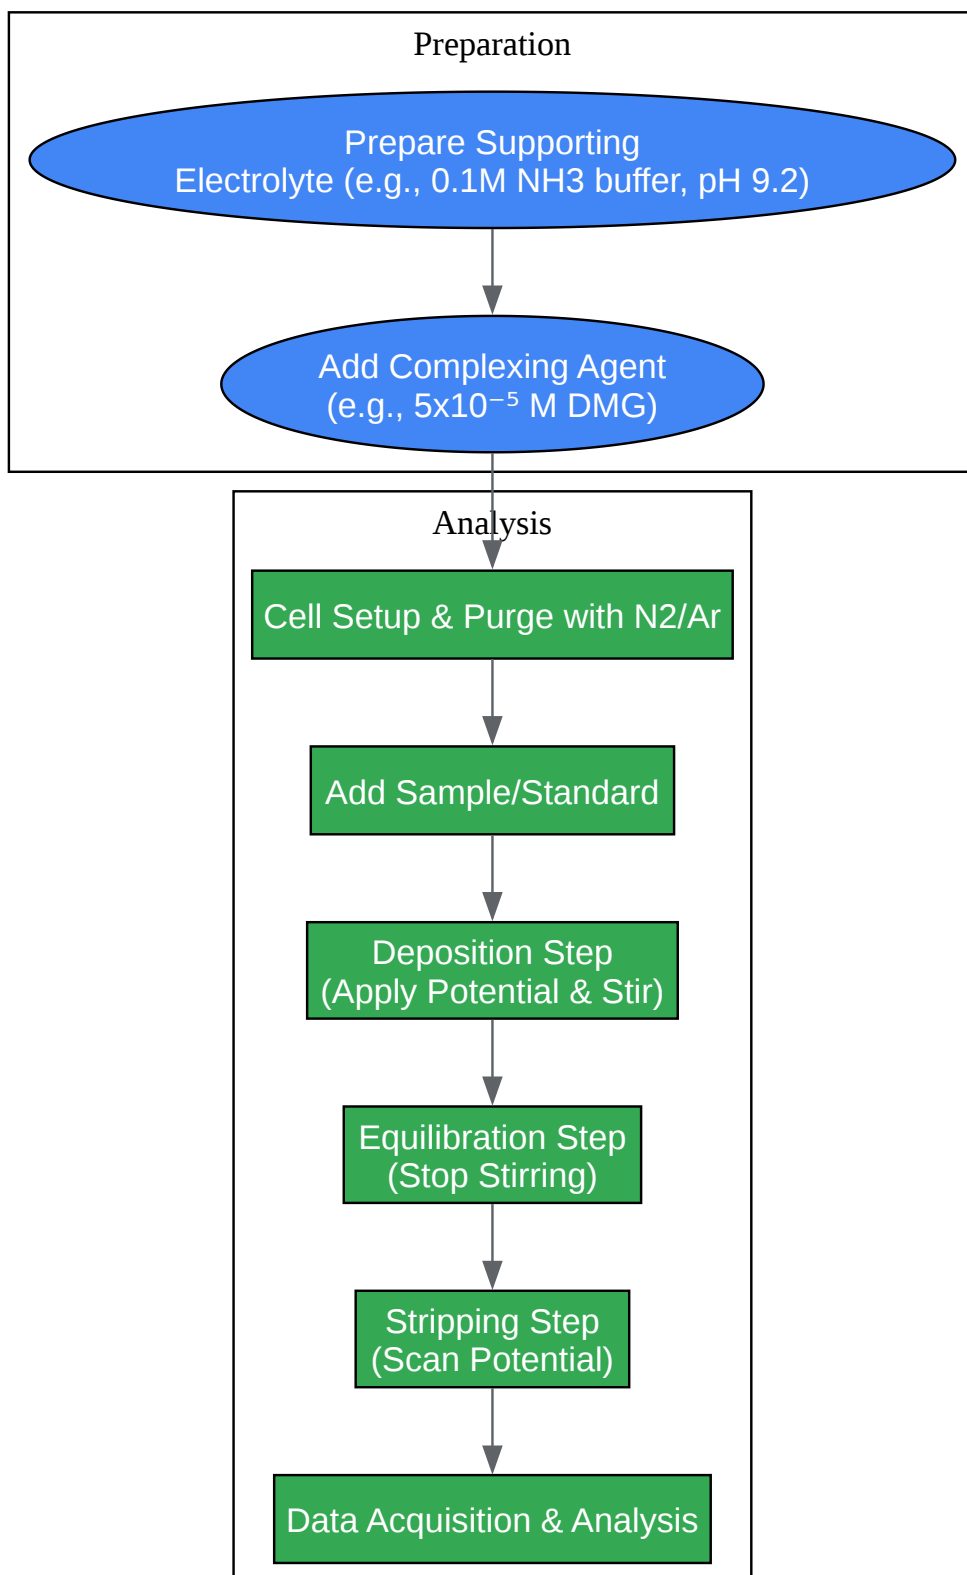 Preparation
Prepare Supporting
Electrolyte (e.g., 0.1M NH3 buffer, pH 9.2)
Add Complexing Agent
(e.g., 5x10⁻⁵ M DMG)
Analysis
Cell Setup & Purge with N2/Ar
Add Sample/Standard
Deposition Step
(Apply Potential & Stir)
Equilibration Step
(Stop Stirring)
Stripping Step
(Scan Potential)
Data Acquisition & Analysis